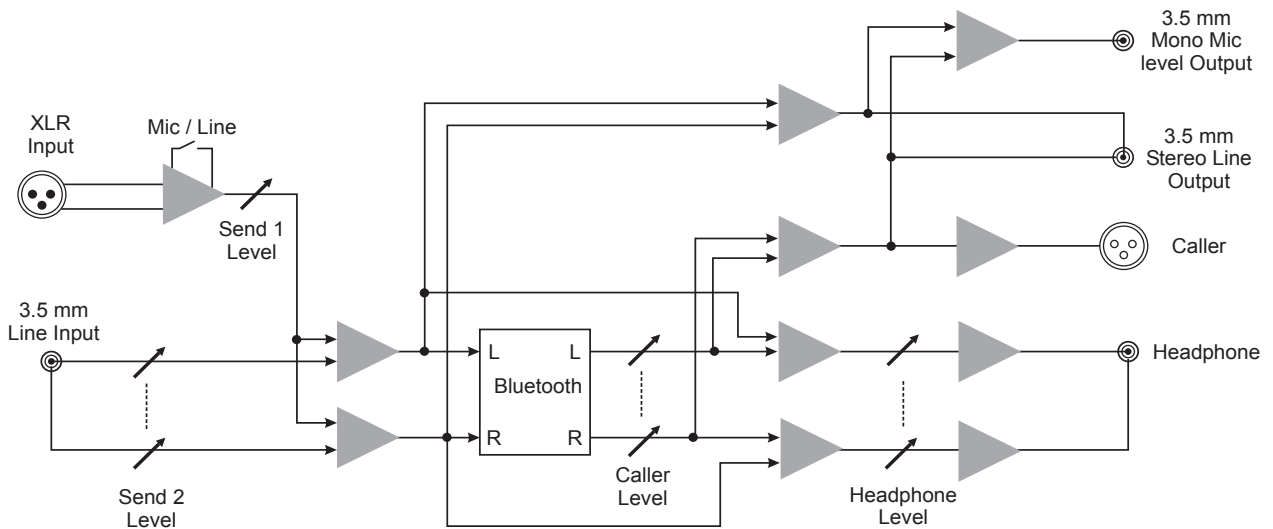 3.5 mm
Mono Mic
level Output
XLR
Input
Mic / Line
3.5 mm
Stereo Line
Output
Send 1
Level
Caller
3.5 mm
Line Input
L
L
Bluetooth
R
R
Headphone
Send 2
Level
Caller
Level
Headphone
Level